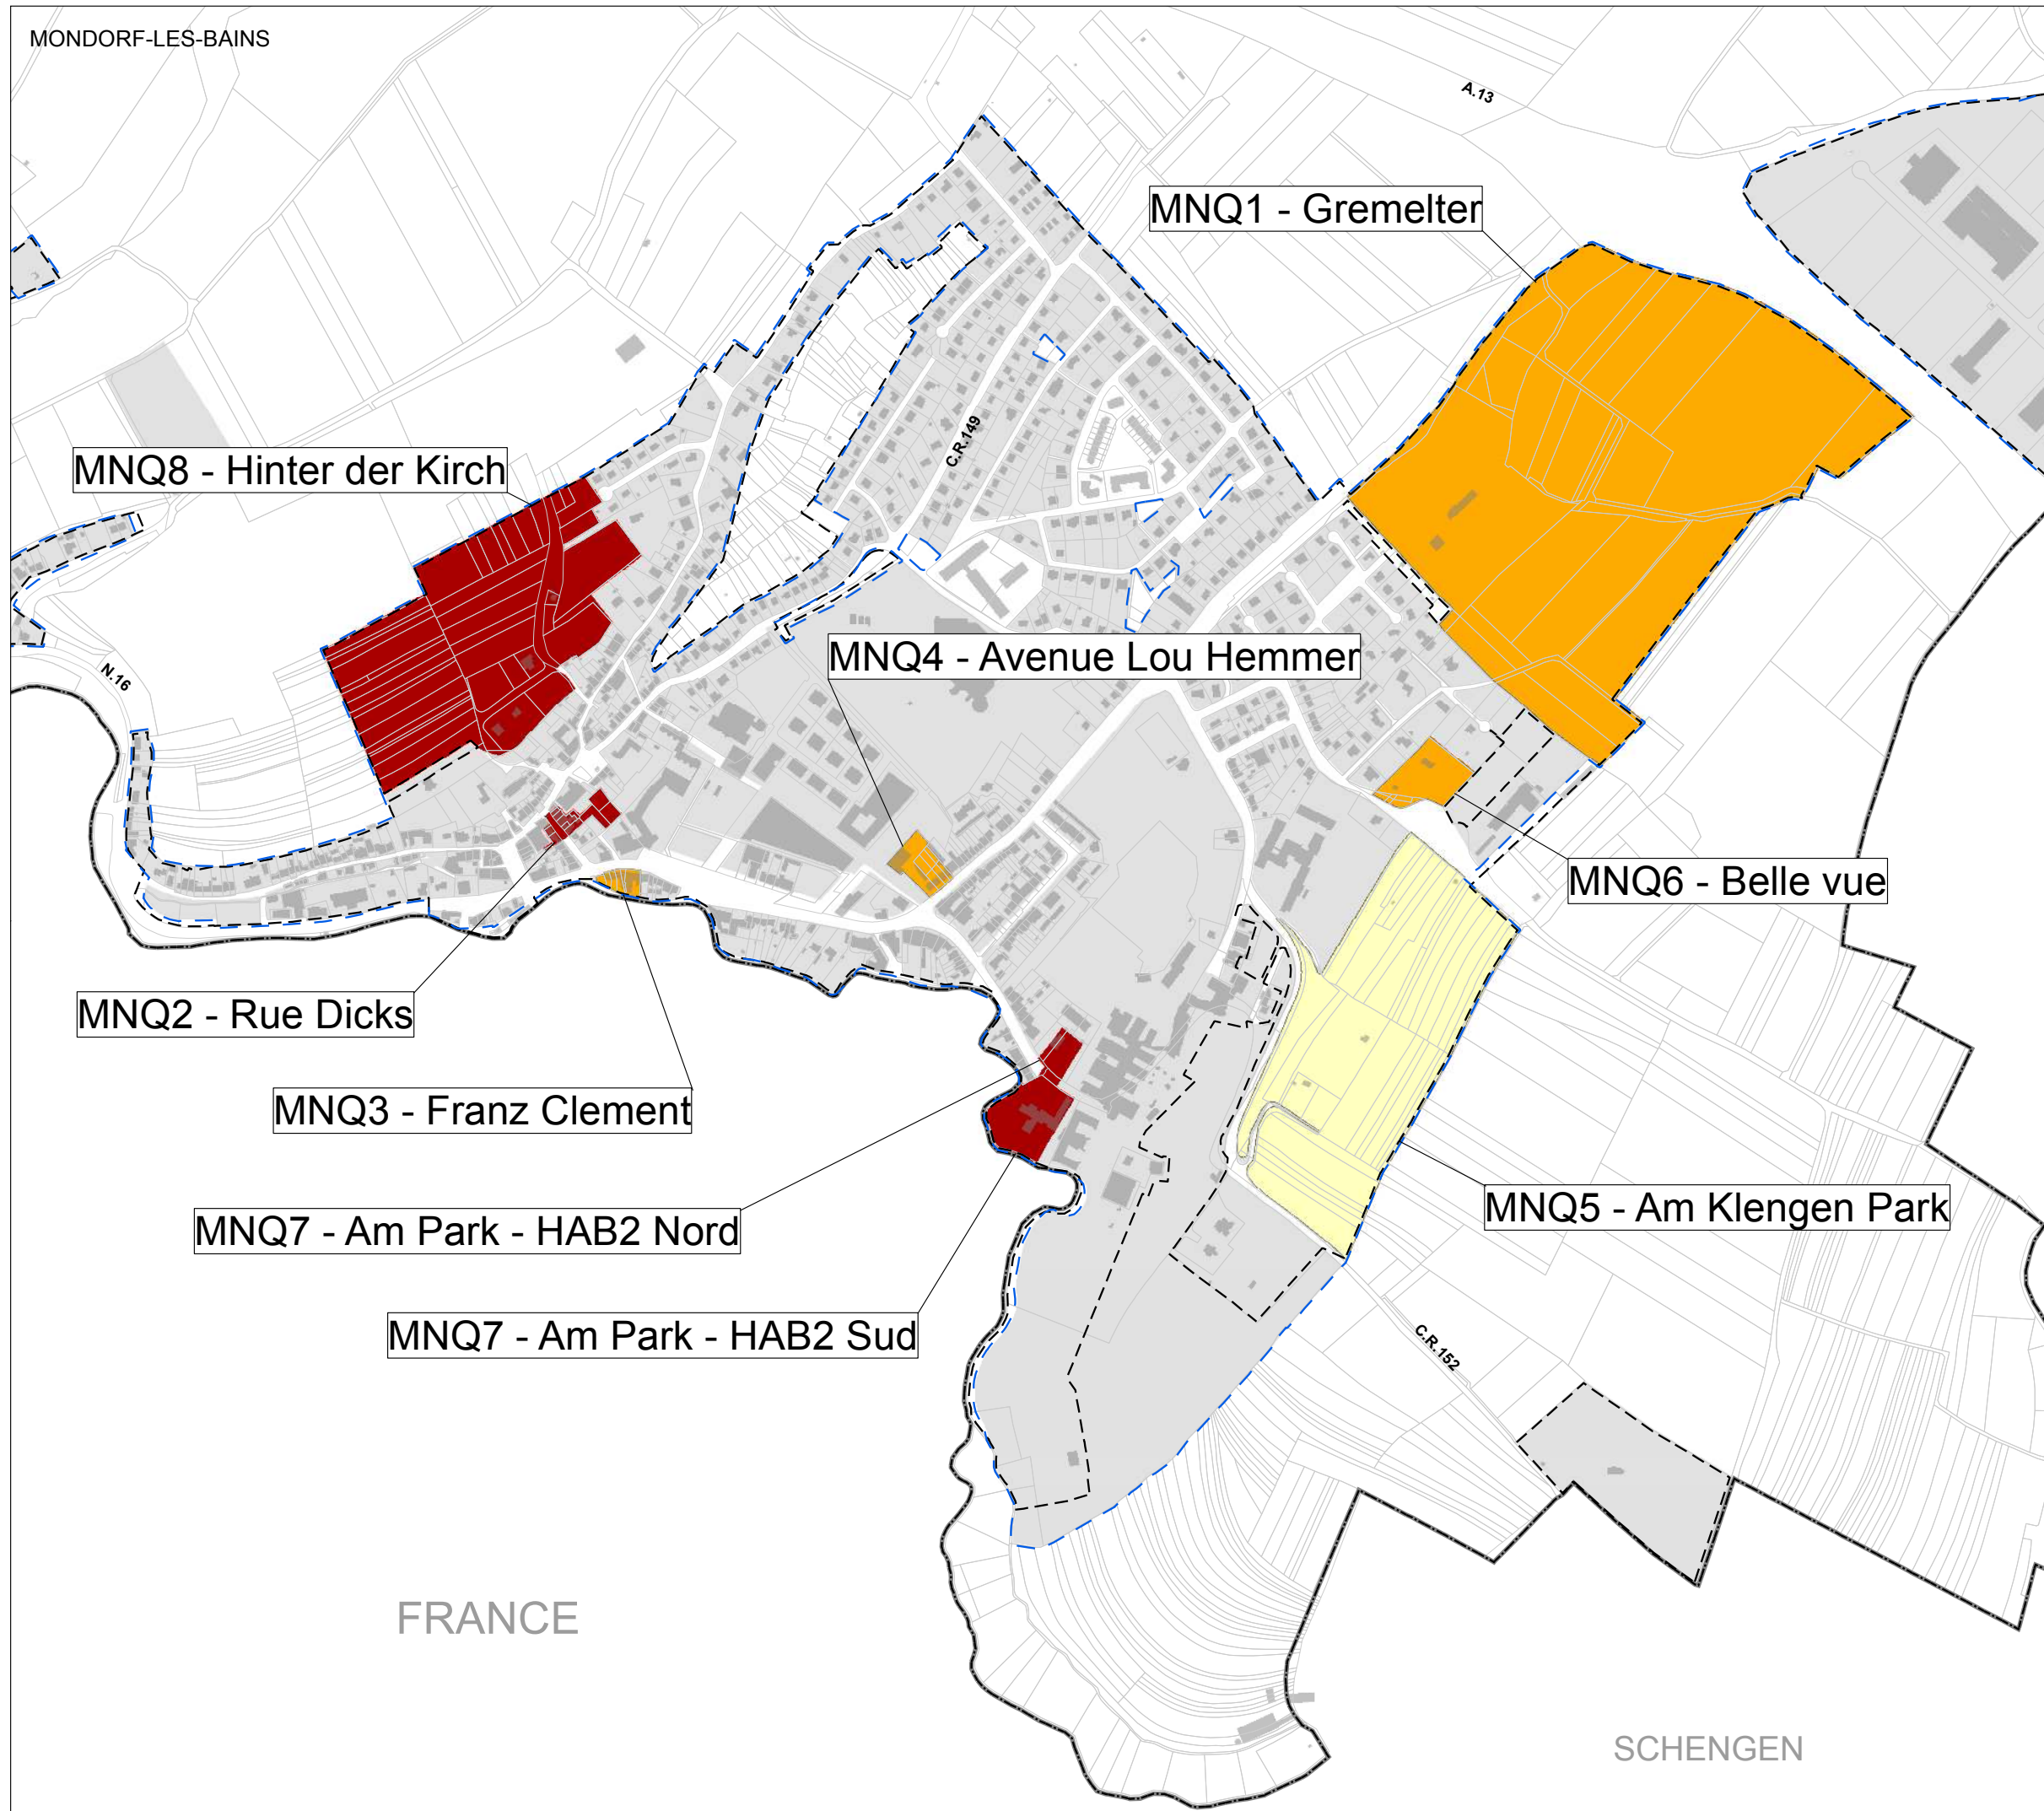 MONDORF-LES-BAINS
A.13
MNQ1 - Gremelter
C.R.149
MNQ8 - Hinter der Kirch
N.16
MNQ4 - Avenue Lou Hemmer
MNQ6 - Belle vue
MNQ2 - Rue Dicks
MNQ3 - Franz Clement
MNQ5 - Am Klengen Park
MNQ7 - Am Park - HAB2 Nord
MNQ7 - Am Park - HAB2 Sud
C.R.152
FRANCE
SCHENGEN